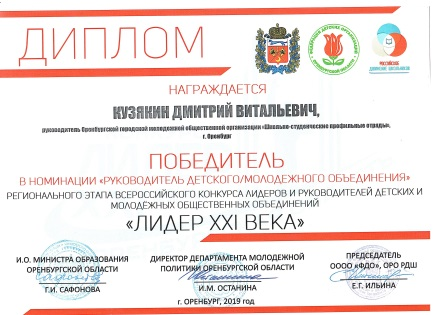 ДИПЛОМ
РОССИЙСКОЕ
ДВИЖЕНИЕ ШКОЛЬНИКОВ
НАГРАЖДАЕТСЯ
КУЗЯКИН ДМИТРИЙ ВИТАЛЬЕВИЧ,
руководитель Оренбургской городской молодежной общественной организации «Школьно-студенческие профильные отряды»,
г. Оренбург
ПОБЕДИТЕЛЬ
В НОМИНАЦИИ «РУКОВОДИТЕЛЬ ДЕТСКОГО/МОЛОДЕЖНОГО ОБЪЕДИНЕНИЯ»
РЕГИОНАЛЬНОГО ЭТАПА ВСЕРОССИЙСКОГО КОНКУРСА ЛИДЕРОВ И РУКОВОДИТЕЛЕЙ ДЕТСКИХ И
МОЛОДЁЖНЫХ ОБЩЕСТВЕННЫХ ОБЪЕДИНЕНИЙ
«ЛИДЕР XXI ВЕКА»
И.О. МИНИСТРА ОБРАЗОВАНИЯ
ОРЕНБУРГСКОЙ ОБЛАСТИ
Г.И. САФОНОВА
ДИРЕКТОР ДЕПАРТАМЕНТА МОЛОДЕЖНОЙ
ПОЛИТИКИ ОРЕНБУРГСКОЙ ОБЛАСТИ
И.М. ОСТАНИНА
ПРЕДСЕДАТЕЛЬ
ОООО «ФДО», ОРО РДШ
Е.Г. ИЛЬИНА
г. ОРЕНБУРГ, 2019 год